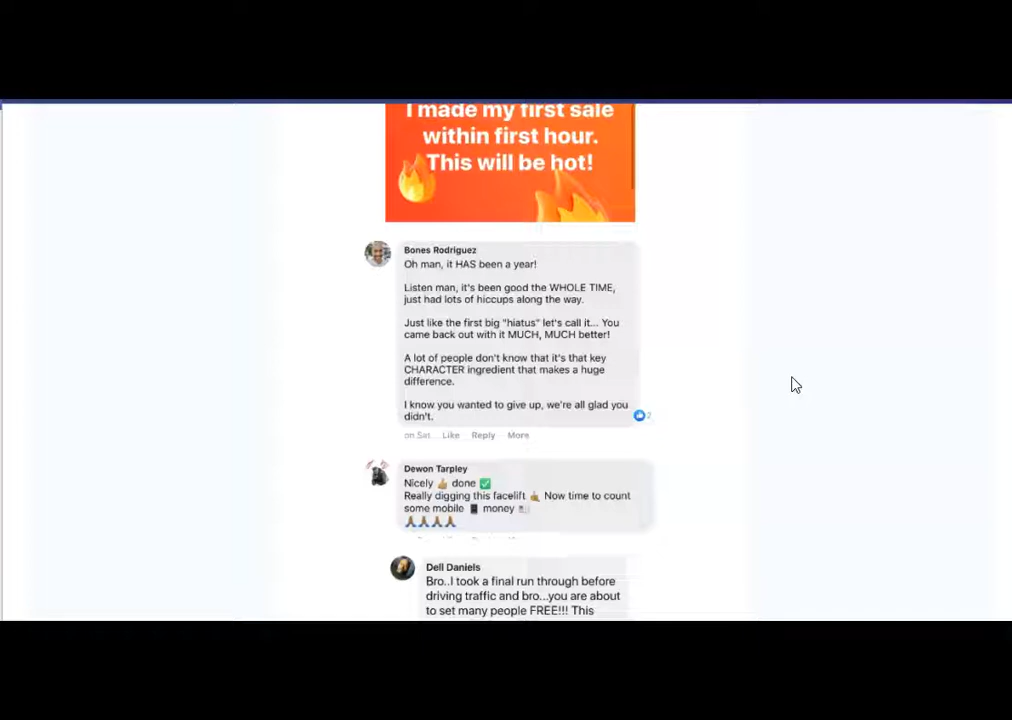 I made my first sale
within first hour.
This will be hot!
Bones Rodriguez
Oh man, it HAS been a year!
Listen man, it's been good the WHOLE TIME,
just had lots of hiccups along the way.
Just like the first big "hiatus" let's call it... You
came back out with it MUCH, MUCH better!
A lot of people don't know that it's that key
CHARACTER ingredient that makes a huge
difference.
I know you wanted to give up, we're all glad you
didn't.
2
on Sat Like Reply More
Dewon Tarpley
Nicely 👍🏽 done ✅
Really digging this facelift 🤙🏽 Now time to count
some mobile 📱 money 💵
🙏🏽🙏🏽🙏🏽🙏🏽
Dell Daniels
Bro..I took a final run through before
driving traffic and bro...you are about
to set many people FREE!!! This